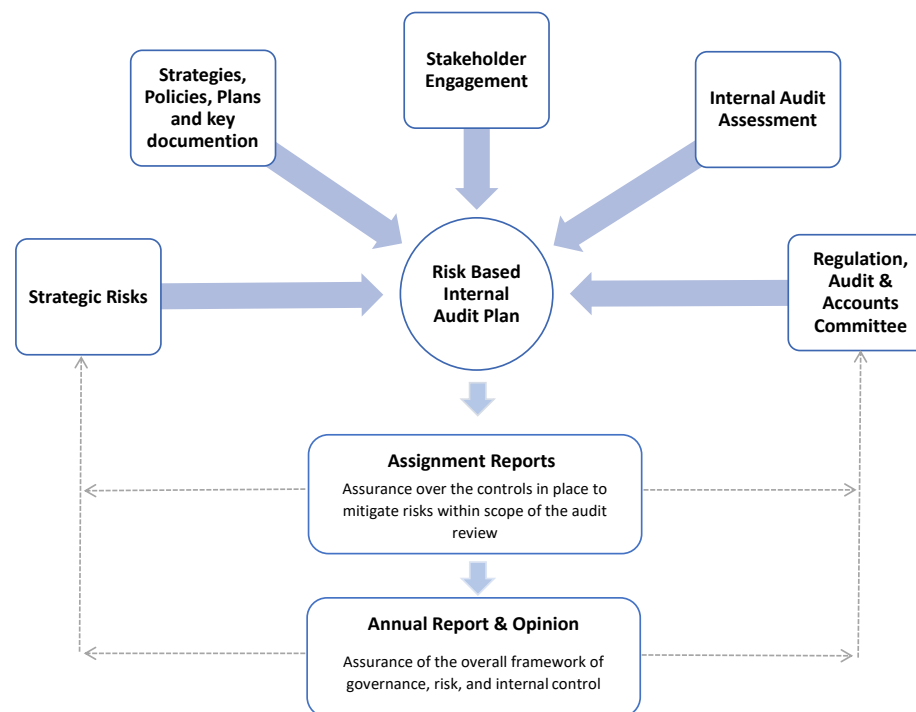 Stakeholder
Engagement
Strategies,
Policies, Plans
and key
documention
Internal Audit
Assessment
Strategic Risks
Risk Based
Internal
Audit Plan
Regulation,
Audit &
Accounts
Committee
Assignment Reports
Assurance over the controls in place to
mitigate risks within scope of the audit
review
Annual Report & Opinion
Assurance of the overall framework of
governance, risk, and internal control